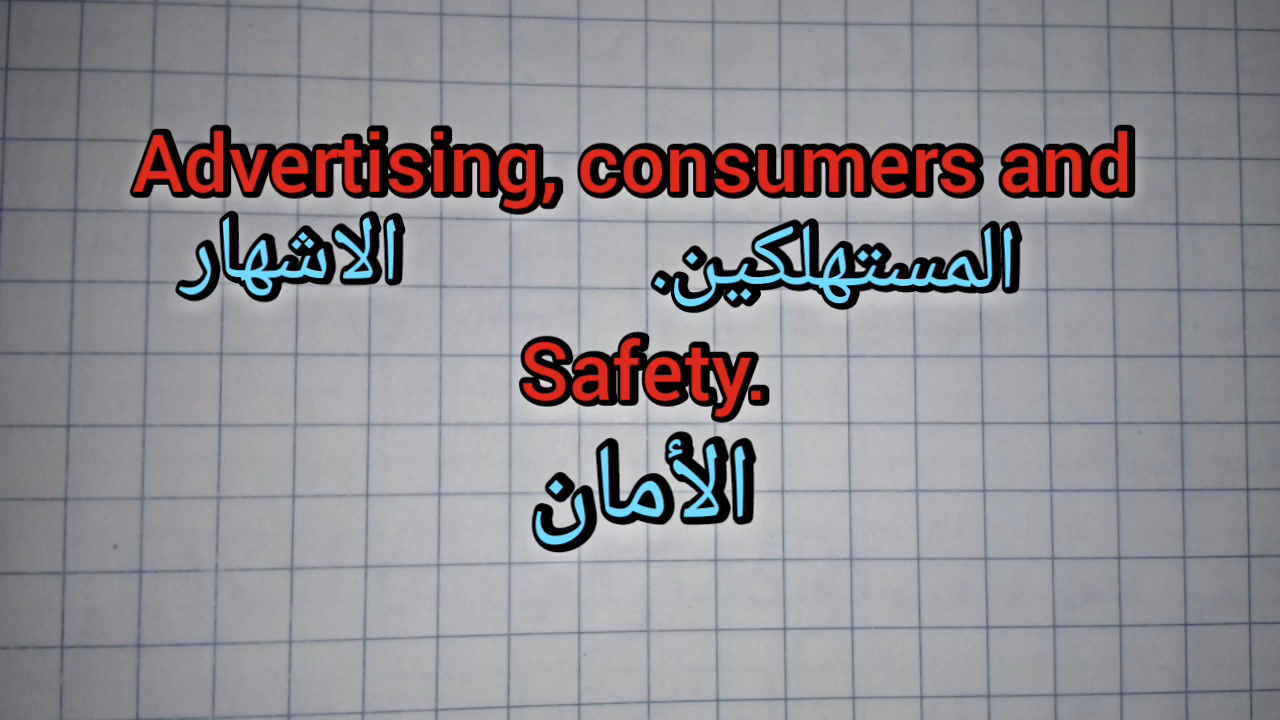 Advertising, consumers and
الاشهار المستهلكين.
Safety.
الأمان